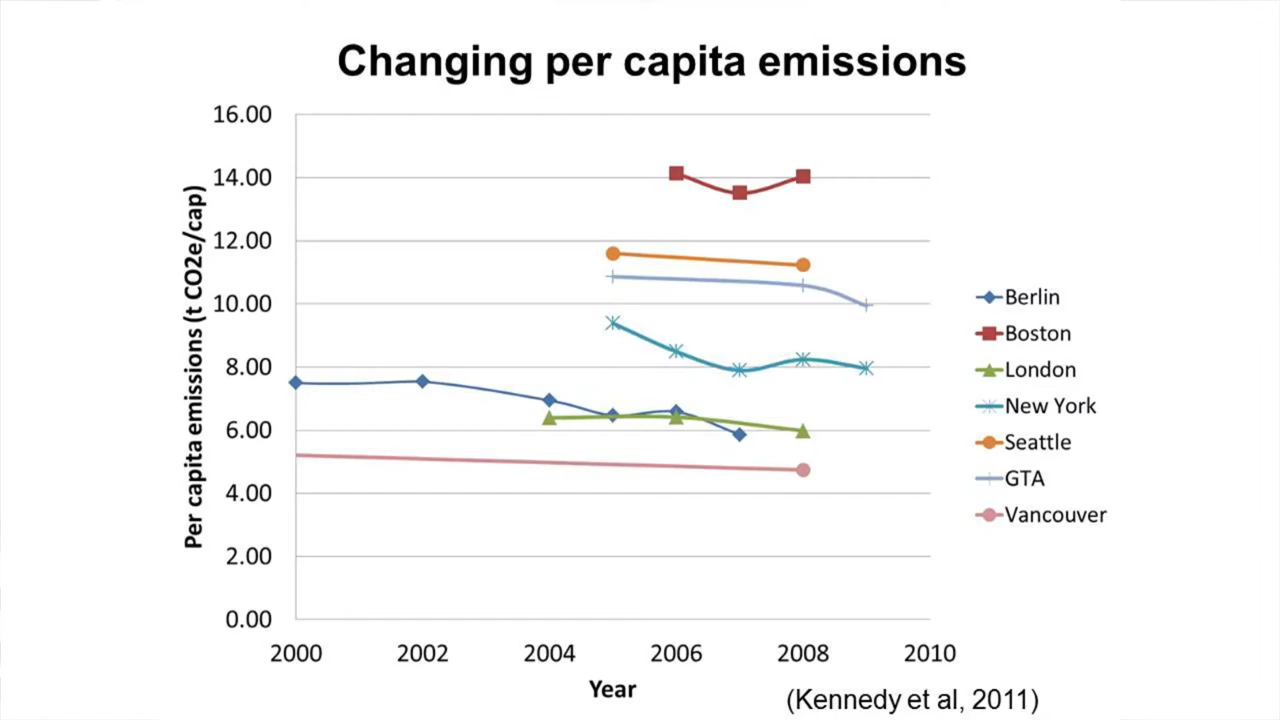 Changing per capita emissions
16.00
14.00
12.00
10.00
8.00
6.00
4.00
2.00
0.00
Per capita emissions (t CO2e/cap)
2000 2002 2004 2006 2008 2010
Year
Berlin
Boston
London
New York
Seattle
GTA
Vancouver
(Kennedy et al, 2011)